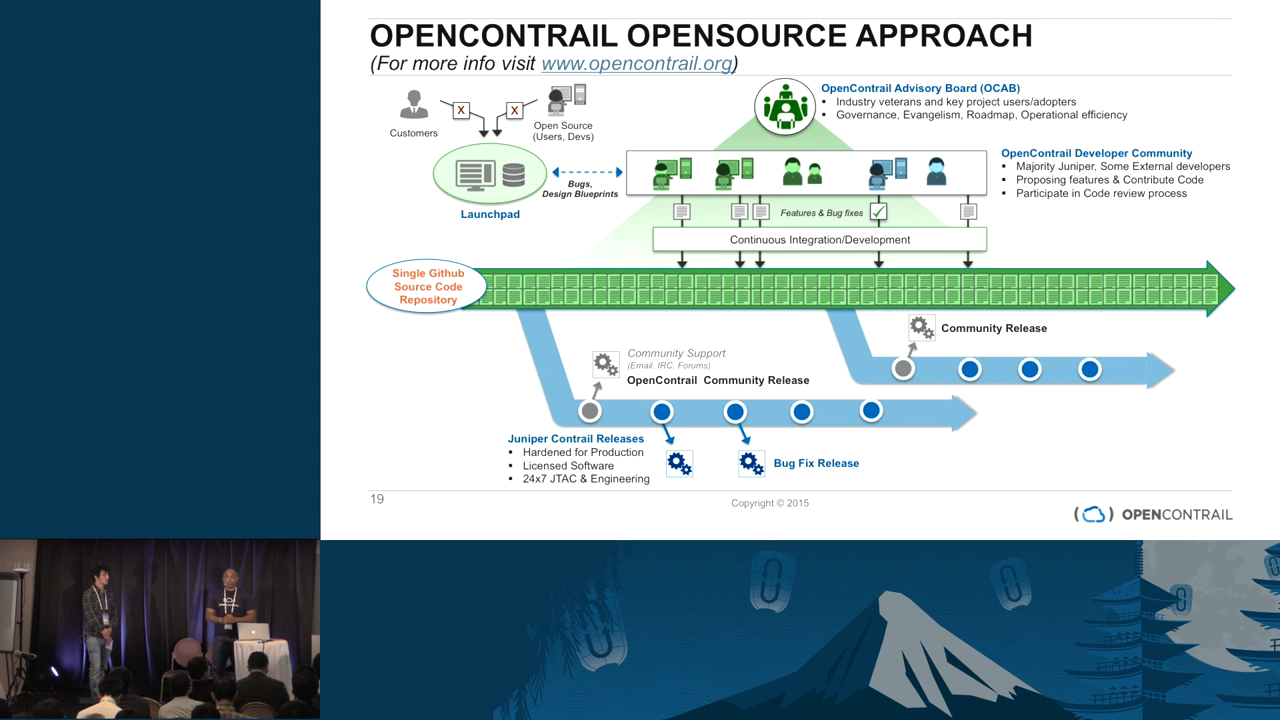 OPENCONTRAIL OPENSOURCE APPROACH
(For more info visit www.opencontrail.org)
Customers
X
X
Open Source
(Users, Devs)
Launchpad
Bugs,
Design Blueprints
OpenContrail Advisory Board (OCAB)
▪ Industry veterans and key project users/adopters
▪ Governance, Evangelism, Roadmap, Operational efficiency
OpenContrail Developer Community
▪ Majority Juniper, Some External developers
▪ Proposing features & Contribute Code
▪ Participate in Code review process
Features & Bug fixes
Continuous Integration/Development
Single Github
Source Code
Repository
Community Release
Community Support
(Email, IRC, Forums)
OpenContrail Community Release
Juniper Contrail Releases
▪ Hardened for Production
▪ Licensed Software
▪ 24x7 JTAC & Engineering
Bug Fix Release
19
Copyright © 2015
OPENCONTRAIL